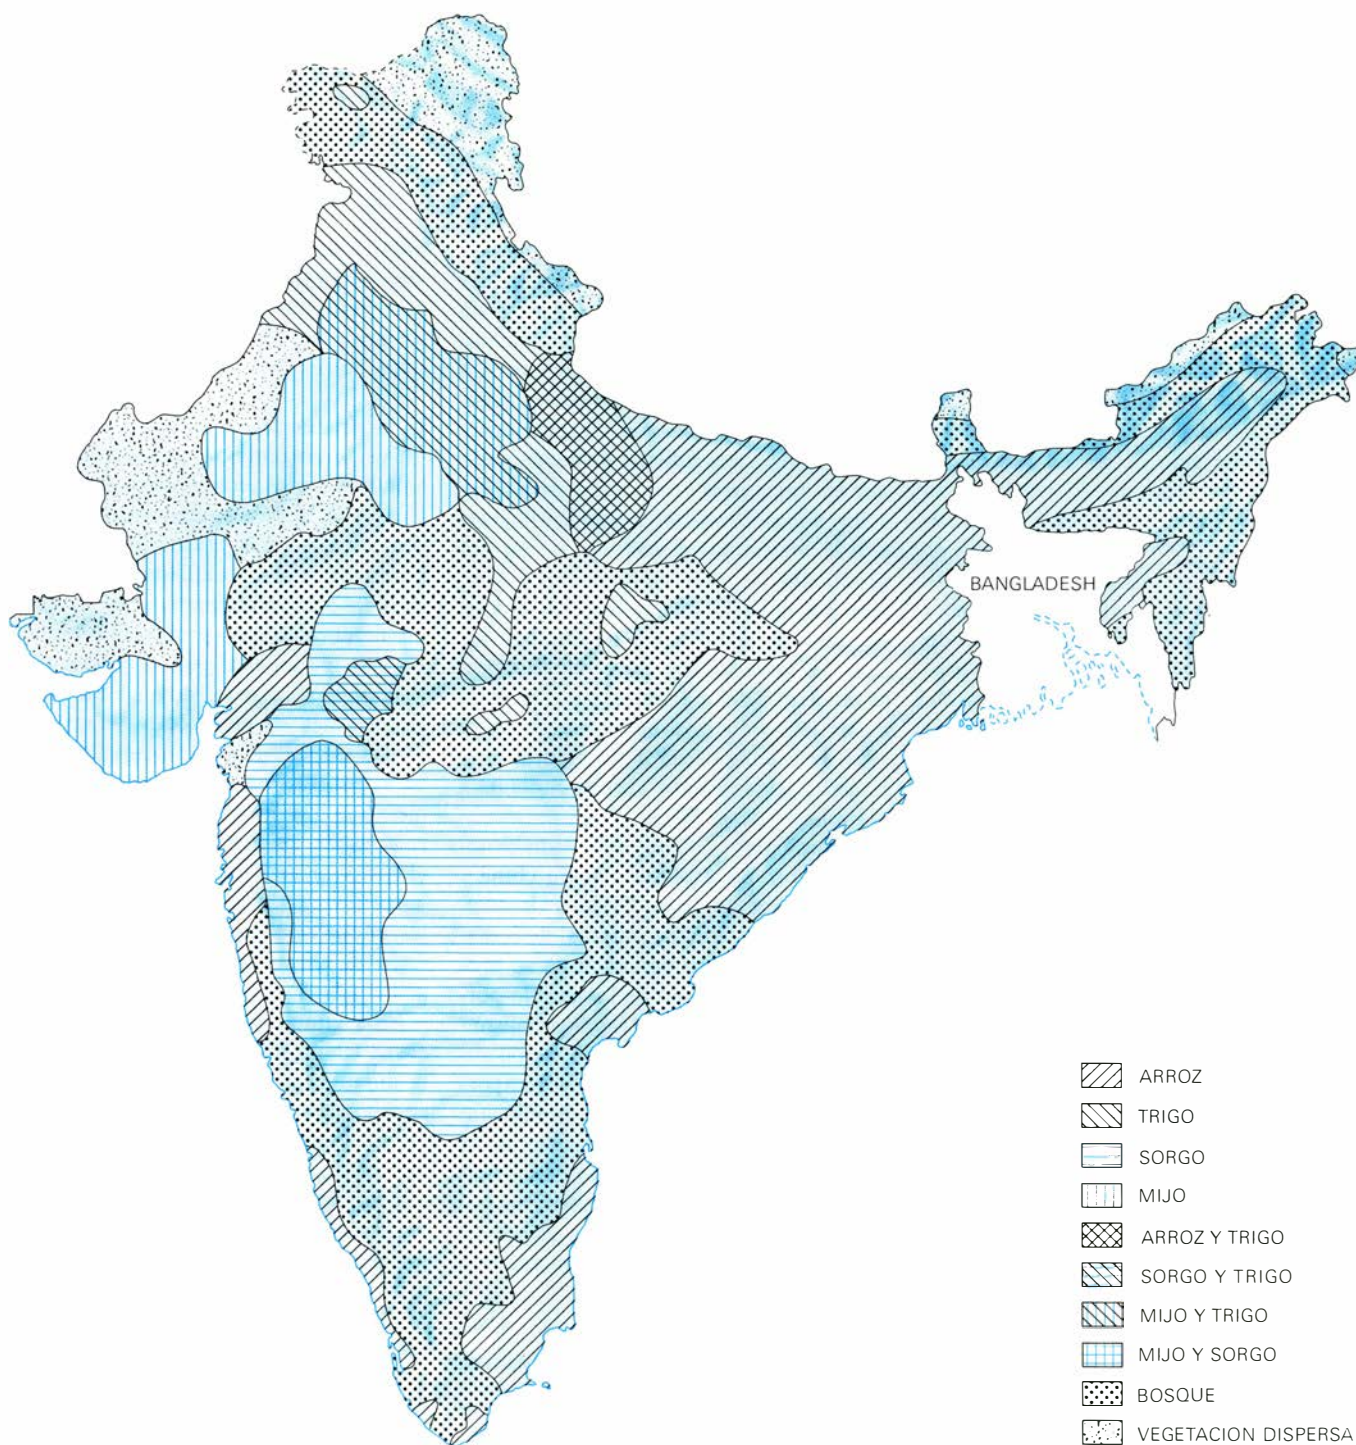 BANGLADESH
ARROZ
TRIGO
SORGO
MIJO
ARROZ Y TRIGO
SORGO Y TRIGO
MIJO Y TRIGO
MIJO Y SORGO
BOSQUE
VEGETACION DISPERSA